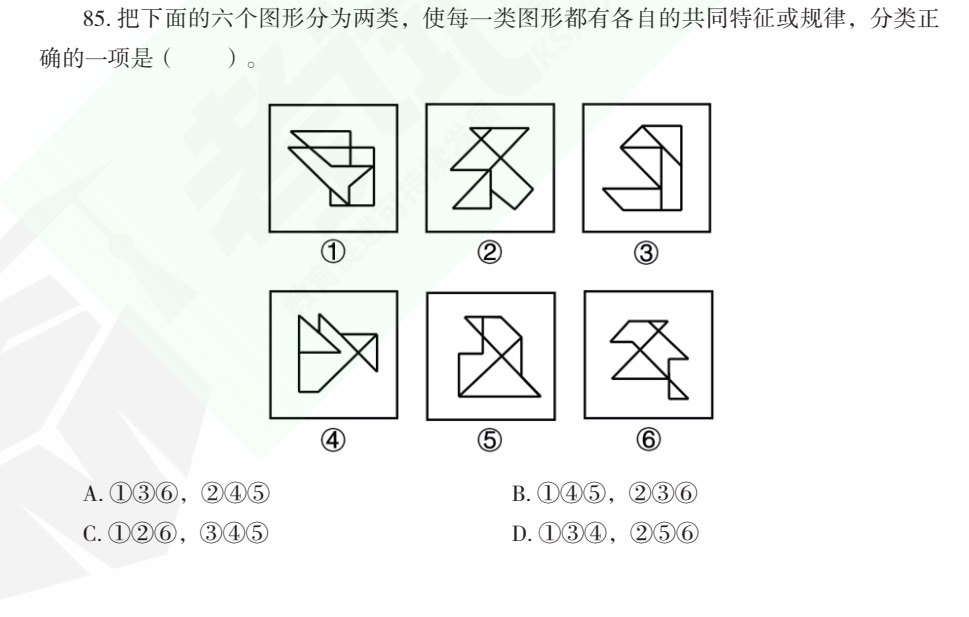 85. 把下面的六个图形分为两类，使每一类图形都有各自的共同特征或规律，分类正
确的一项是（　　）。
① ② ③
④ ⑤ ⑥
A. ①③⑥，②④⑤ B. ①④⑤，②③⑥
C. ①②⑥，③④⑤ D. ①③④，②⑤⑥